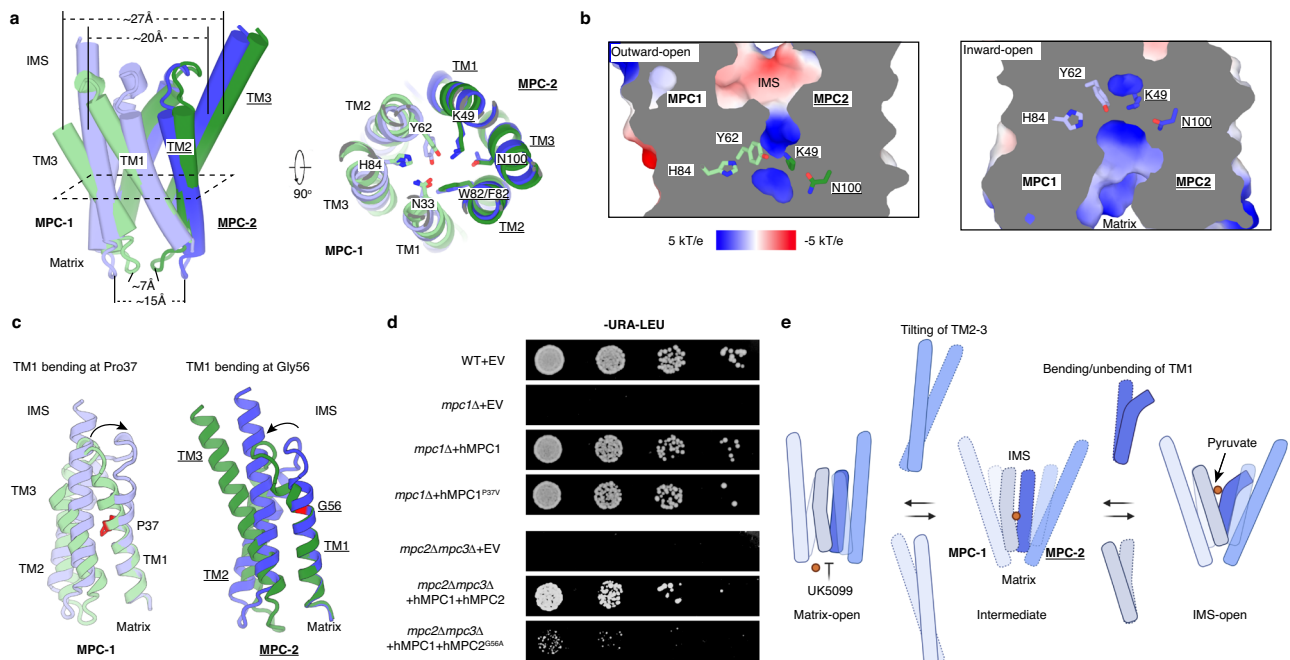 a
~27Å
~20Å
IMS
TM3
TM3
TM1
TM2
MPC-1
MPC-2
Matrix
~7Å
~15Å
90°
TM1
MPC-2
TM2
K49
Y62
TM3
H84
N100
W82/F82
N33
TM3
TM2
TM1
MPC-1
b
Outward-open
IMS
MPC1
MPC2
Y62
K49
H84
N100
5 kT/e
-5 kT/e
Inward-open
Y62
K49
H84
N100
MPC1
MPC2
Matrix
c
TM1 bending at Pro37
TM1 bending at Gly56
IMS
IMS
TM3
TM3
G56
P37
TM1
TM2
TM1
TM2
Matrix
Matrix
MPC-1
MPC-2
d
-URA-LEU
WT+EV
mpc1Δ+EV
mpc1Δ+hMPC1
mpc1Δ+hMPC1P37V
mpc2Δmpc3Δ+EV
mpc2Δmpc3Δ
+hMPC1+hMPC2
mpc2Δmpc3Δ
+hMPC1+hMPC2G56A
e
Tilting of TM2-3
Bending/unbending of TM1
Pyruvate
IMS
MPC-1
MPC-2
UK5099
Matrix
Matrix-open
Intermediate
IMS-open